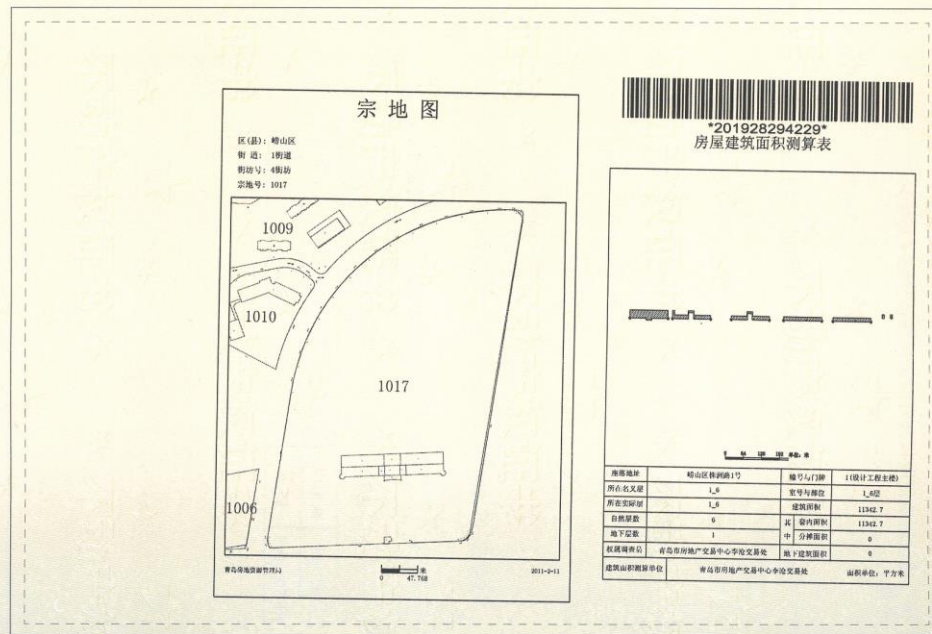 宗地图
区(县): 崂山区
街 道: 1街道
街坊号: 4街坊
宗地号: 1017
1009
1010
1017
1006
0 47.768 米
2011-2-11
*201928294229*
房屋建筑面积测算表
单位: 米
座落地址 崂山区株洲路1号 幢号与门牌 1(设计工程主楼)
所在名义层 1_6 室号与部位 1_6层
所在实际层 1_6 建筑面积 11342.7
自然层数 6 其中 套内面积 11342.7
地下层数 1 分摊面积 0
权属调查员 青岛市房地产交易中心李沧交易处 地下建筑面积 0
建筑面积测算单位 青岛市房地产交易中心李沧交易处 面积单位: 平方米